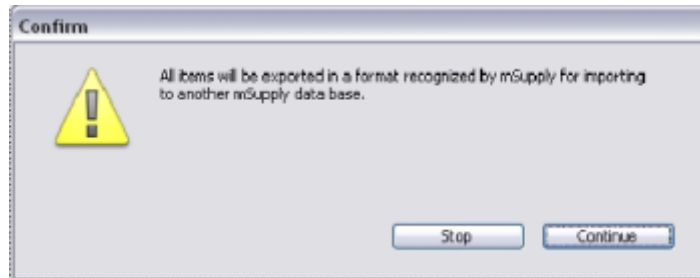 Confirm
All items will be exported in a format recognized by mSupply for importing
to another mSupply data base.
Stop
Continue